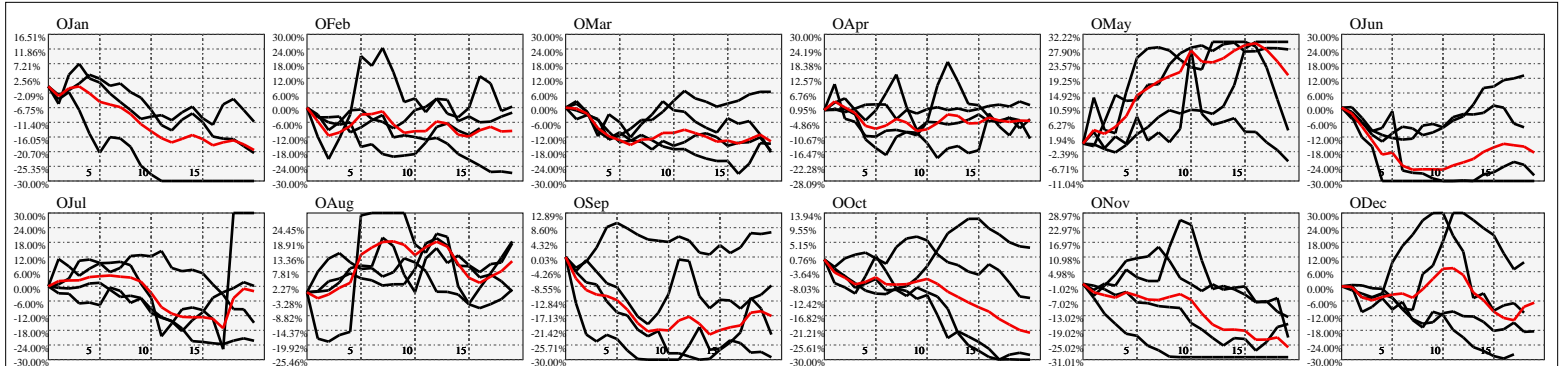 OJan OFeb OMar OApr OMay OJun
16.51% 30.00% 30.00% 30.00% 32.22% 30.00%
11.86% 24.00% 24.00% 24.19% 27.90% 24.00%
7.21% 18.00% 18.00% 18.38% 23.57% 18.00%
2.56% 12.00% 12.00% 12.57% 19.25% 12.00%
-2.09% 6.00% 6.00% 6.76% 14.92% 6.00%
-6.75% 0.00% 0.00% 0.95% 10.59% 0.00%
-11.40% -6.00% -6.00% -4.86% 6.27% -6.00%
-16.05% -12.00% -12.00% -10.67% 1.94% -12.00%
-20.70% -18.00% -18.00% -16.47% -2.39% -18.00%
-25.35% -24.00% -24.00% -22.28% -6.71% -24.00%
-30.00% -30.00% -30.00% -28.09% -11.04% -30.00%
5 10 15 5 10 15 5 10 15 5 10 15 5 10 15 5 10 15
OJul OAug OSep OOct ONov ODec
30.00% 12.89% 13.94% 28.97% 30.00%
24.00% 24.45% 8.60% 9.55% 22.97% 24.00%
18.00% 18.91% 4.32% 5.15% 16.97% 18.00%
12.00% 13.36% 0.03% 0.76% 10.98% 12.00%
6.00% 7.81% -4.26% -3.64% 4.98% 6.00%
0.00% 2.27% -8.55% -8.03% -1.02% 0.00%
-6.00% -3.28% -12.84% -12.42% -7.02% -6.00%
-12.00% -8.82% -17.13% -16.82% -13.02% -12.00%
-18.00% -14.37% -21.42% -21.21% -19.02% -18.00%
-24.00% -19.92% -25.71% -25.61% -25.02% -24.00%
-30.00% -25.46% -30.00% -30.00% -31.01% -30.00%
5 10 15 5 10 15 5 10 15 5 10 15 5 10 15 5 10 15